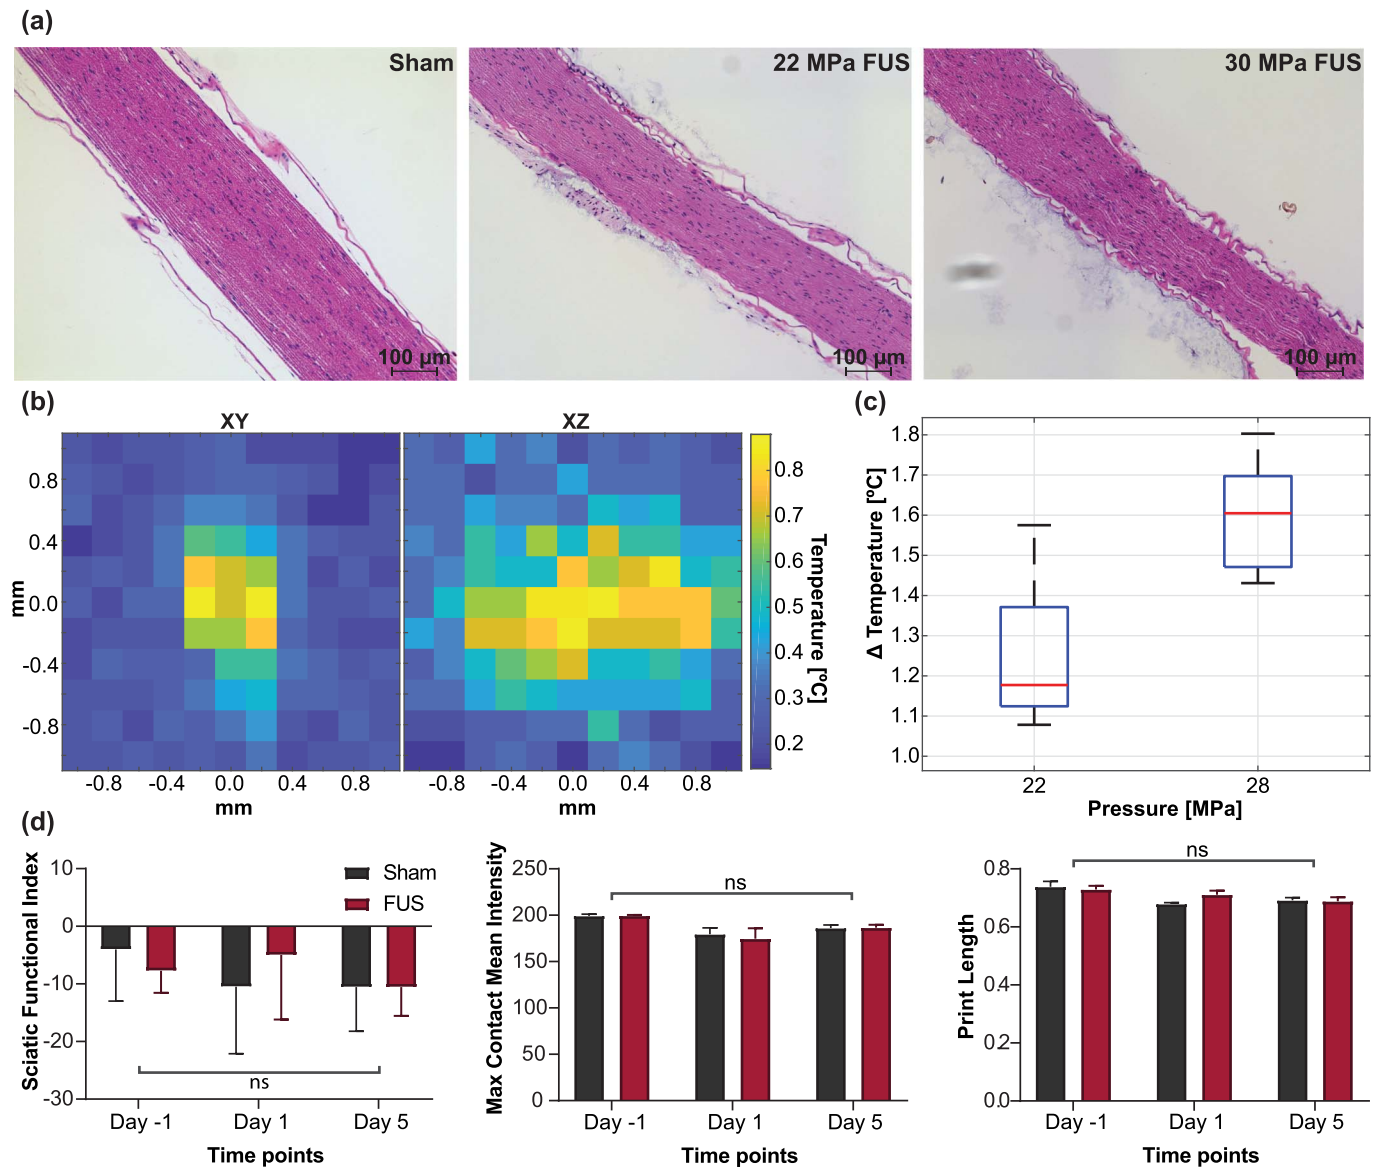 (a)
Sham
22 MPa FUS
30 MPa FUS
100 µm
100 µm
100 µm
(b)
XY
XZ
mm
0.8
0.4
0.0
-0.4
-0.8
-0.8 -0.4 0.0 0.4 0.8
mm
-0.8 -0.4 0.0 0.4 0.8
mm
0.8
0.7
0.6
0.5
0.4
0.3
0.2
Temperature [ºC]
(c)
Δ Temperature [ºC]
1.8
1.7
1.6
1.5
1.4
1.3
1.2
1.1
1.0
22 28
Pressure [MPa]
(d)
Sciatic Functional Index
10
0
-10
-20
-30
Sham
FUS
ns
Day -1 Day 1 Day 5
Time points
Max Contact Mean Intensity
250
200
150
100
50
0
ns
Day -1 Day 1 Day 5
Time points
Print Length
0.8
0.6
0.4
0.2
0.0
ns
Day -1 Day 1 Day 5
Time points